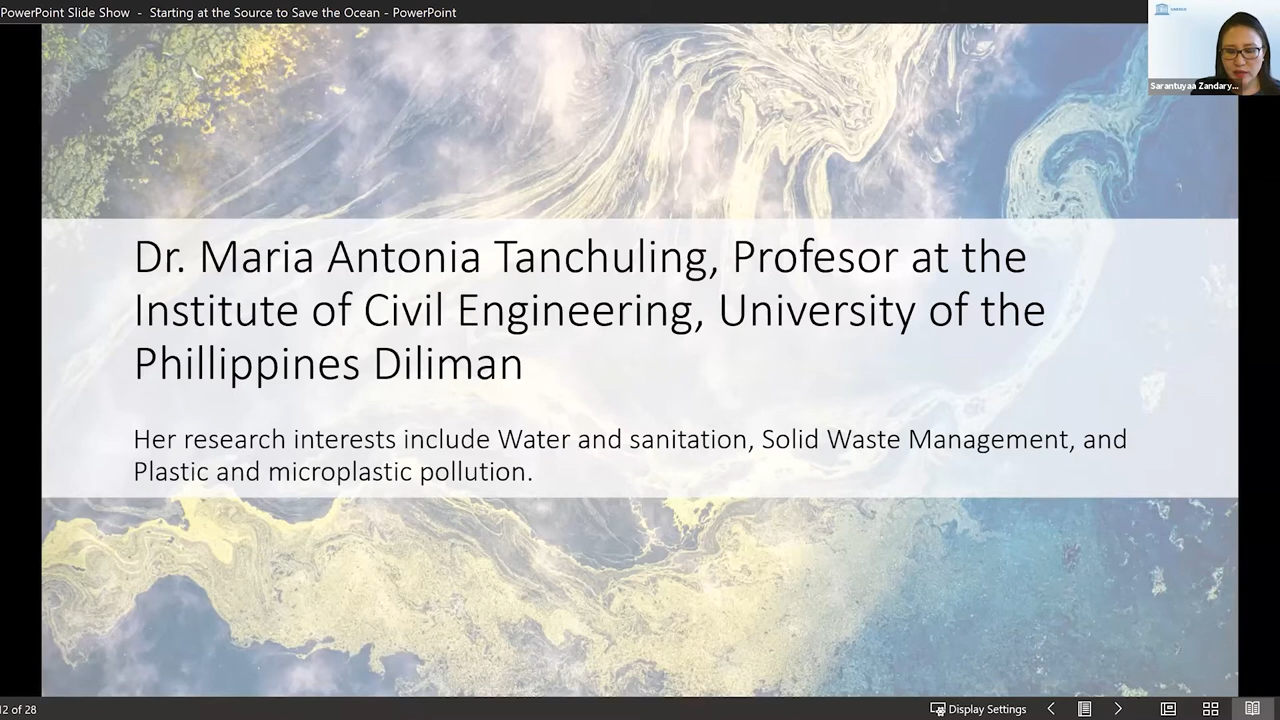 PowerPoint Slide Show - Starting at the Source to Save the Ocean - PowerPoint
Sarantuyaa Zandary...
Dr. Maria Antonia Tanchuling, Profesor at the
Institute of Civil Engineering, University of the
Phillippines Diliman
Her research interests include Water and sanitation, Solid Waste Management, and
Plastic and microplastic pollution.
12 of 28
Display Settings